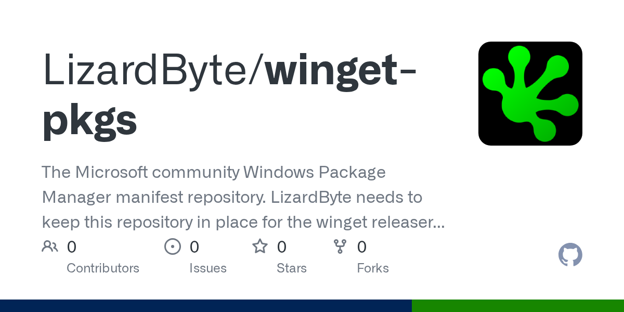 LizardByte/winget-
pkgs
The Microsoft community Windows Package
Manager manifest repository. LizardByte needs to
keep this repository in place for the winget releaser...
0 0 0 0
Contributors Issues Stars Forks